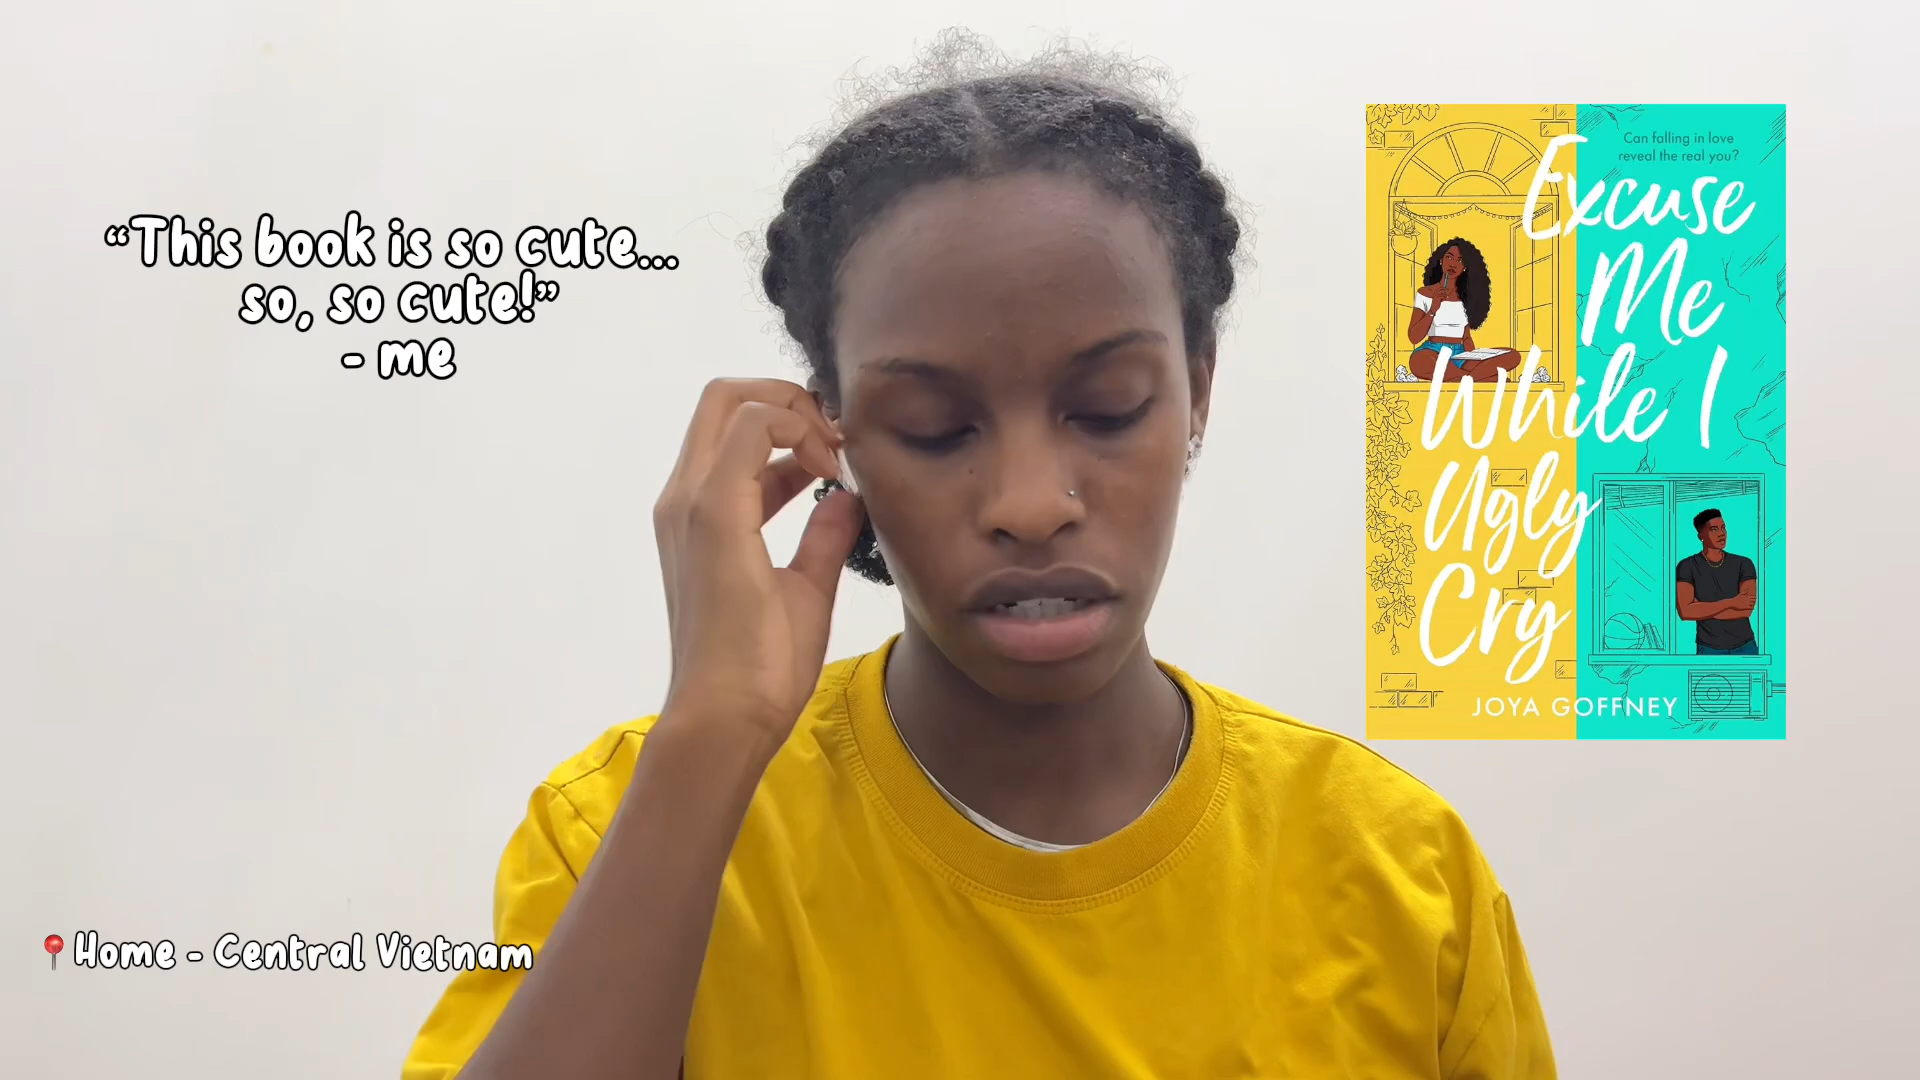 “This book is so cute...
so, so cute!”
- me
Can falling in love
reveal the real you?
Excuse
Me
While I
Ugly
Cry
JOYA GOFFNEY
📍Home - Central Vietnam